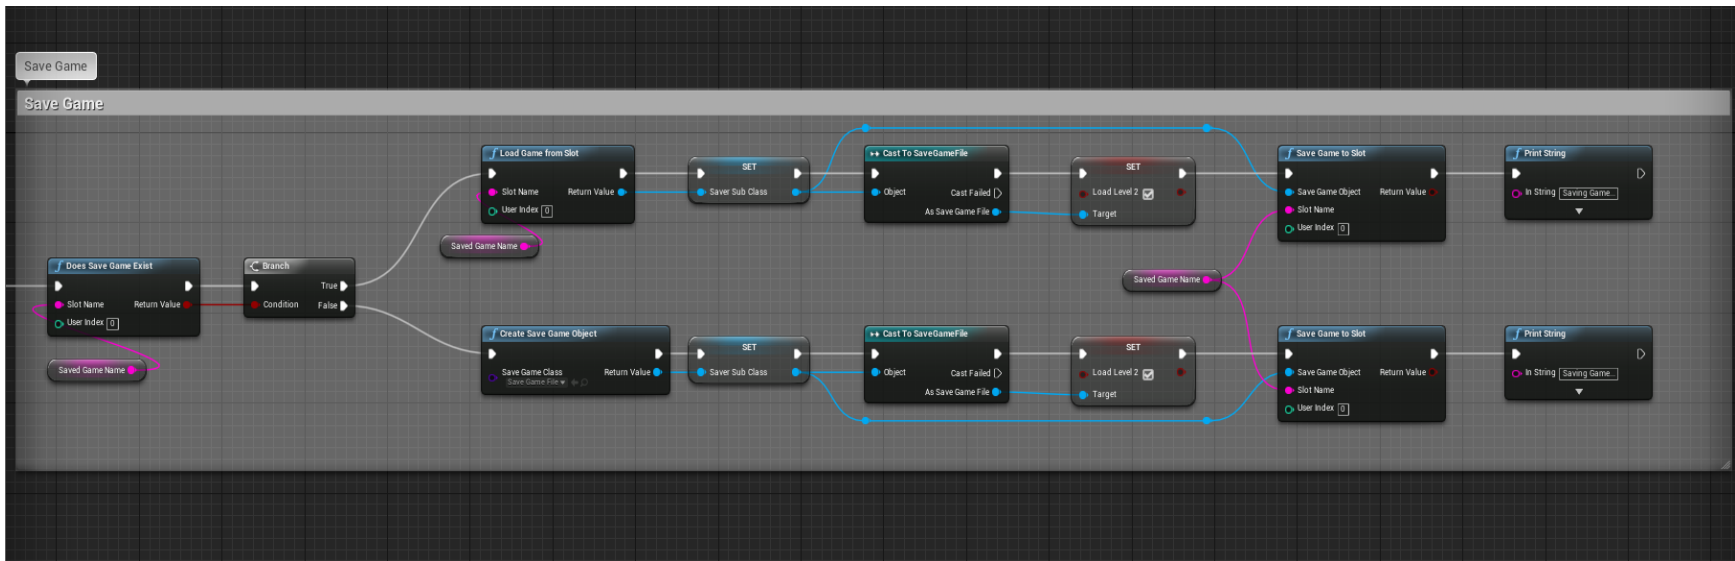 Save Game
Save Game
Load Game from Slot
Slot Name Return Value
User Index 0
Saved Game Name
SET
Saver Sub Class
Cast To SaveGameFile
Object Cast Failed
As Save Game File
SET
Load Level 2
Target
Save Game to Slot
Save Game Object Return Value
Slot Name
User Index 0
Print String
In String Saving Game...
Does Save Game Exist
Slot Name Return Value
User Index 0
Saved Game Name
Branch
True
Condition False
Saved Game Name
Create Save Game Object
Save Game Class Return Value
Save Game File
SET
Saver Sub Class
Cast To SaveGameFile
Object Cast Failed
As Save Game File
SET
Load Level 2
Target
Save Game to Slot
Save Game Object Return Value
Slot Name
User Index 0
Print String
In String Saving Game...